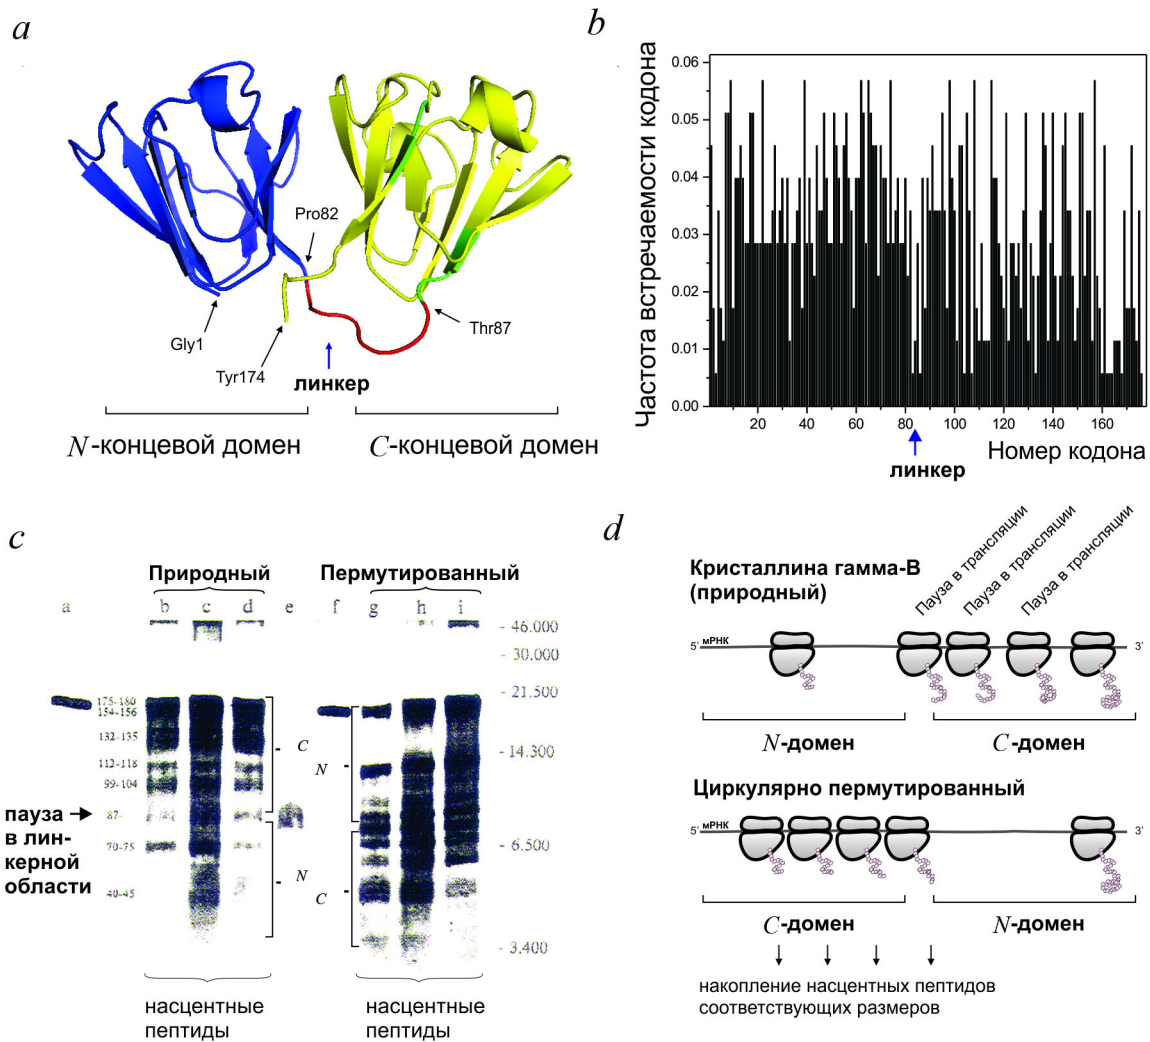 a
Pro82
Thr87
Gly1
Tyr174
линкер
N-концевой домен
C-концевой домен
b
Частота встречаемости кодона
0.06
0.05
0.04
0.03
0.02
0.01
0.00
20
40
60
80
100
120
140
160
Номер кодона
линкер
c
Природный
Пермутированный
a
b
c
d
e
f
g
h
i
- 46.000
- 30.000
- 21.500
- 14.300
- 6.500
- 3.400
175-180
154-156
132-135
112-118
99-104
87-
70-75
40-45
C
N
N
C
пауза
в лин-
керной
области
насцентные
пептиды
насцентные
пептиды
d
Пауза в трансляции
Пауза в трансляции
Пауза в трансляции
Кристаллина гамма-В
(природный)
5' мРНК
3'
N-домен
C-домен
Циркулярно пермутированный
5' мРНК
3'
C-домен
N-домен
накопление насцентных пептидов
соответствующих размеров